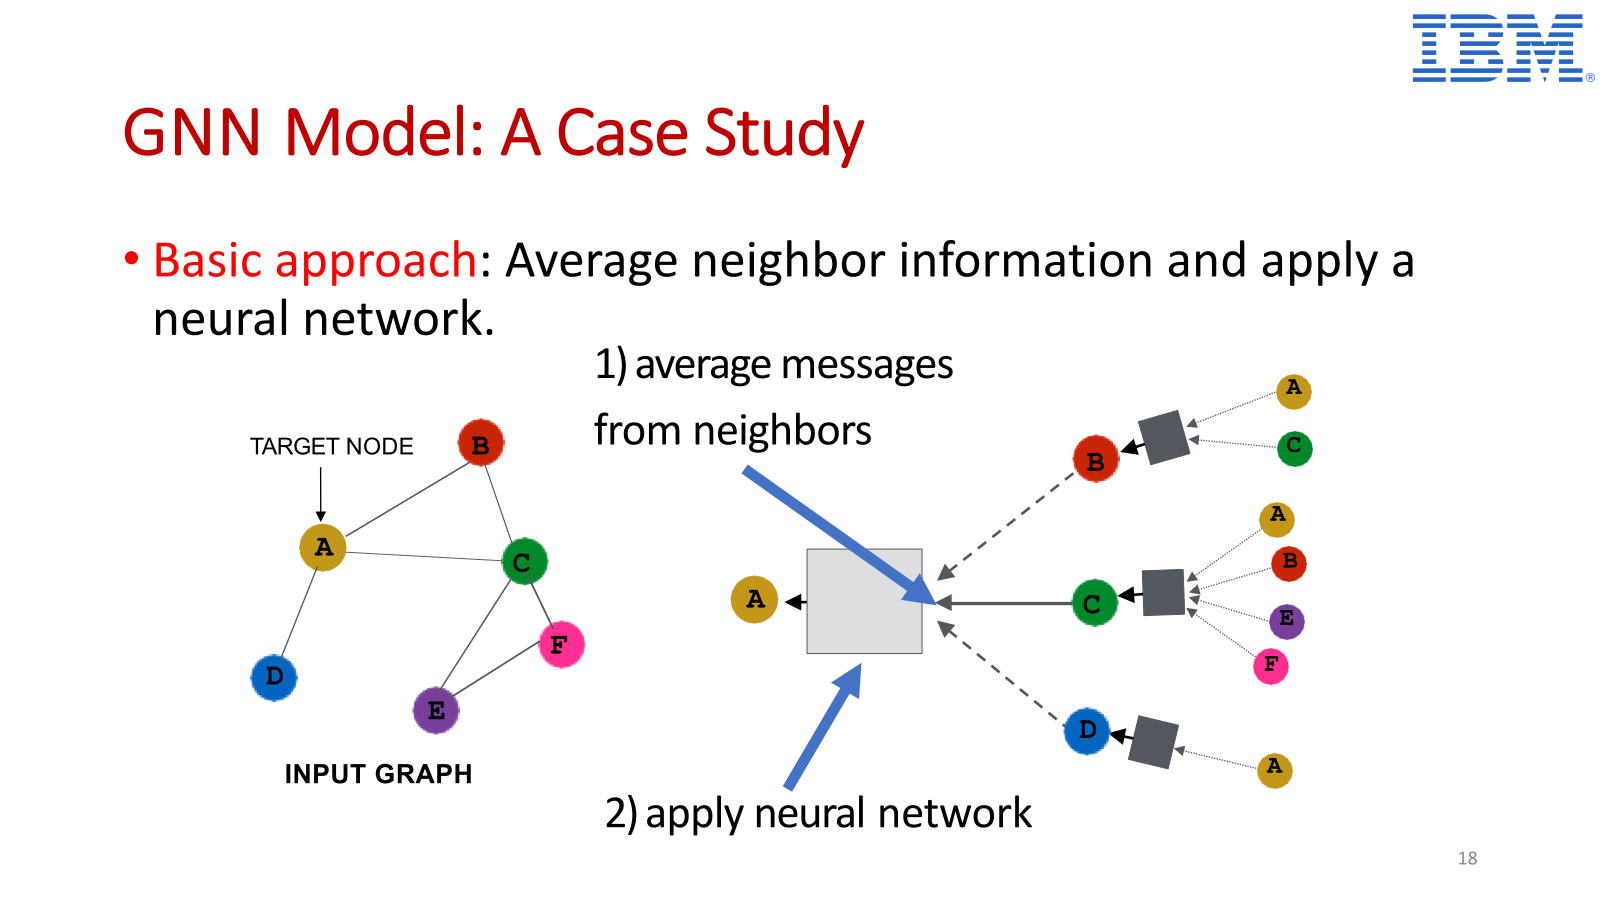 IBM®
GNN Model: A Case Study
• Basic approach: Average neighbor information and apply a
neural network.
1) average messages
from neighbors
TARGET NODE
B
A
C
F
D
E
INPUT GRAPH
A
B
A
C
C
A
B
E
F
D
A
2) apply neural network
18